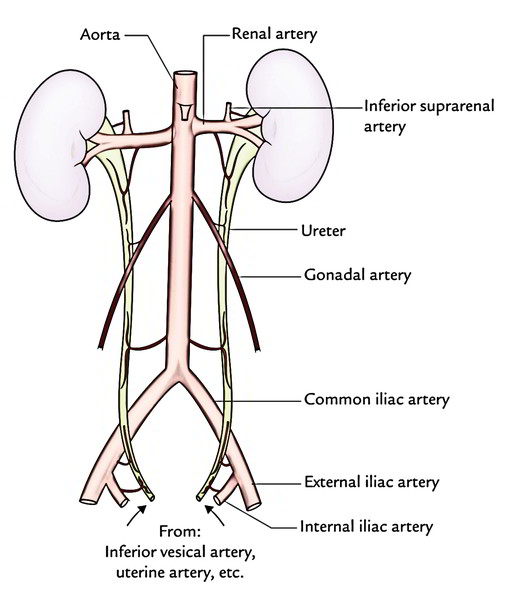 Aorta
Renal artery
Inferior suprarenal
artery
Ureter
Gonadal artery
Common iliac artery
External iliac artery
Internal iliac artery
From:
Inferior vesical artery,
uterine artery, etc.